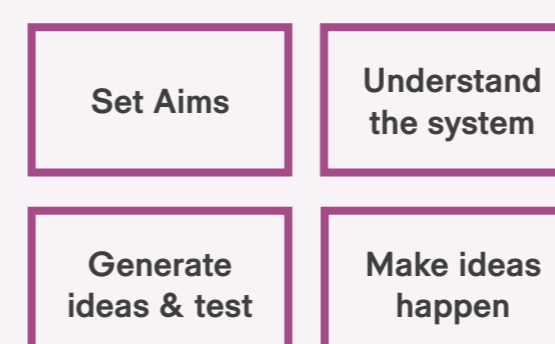 Set Aims
Understand
the system
Generate
ideas & test
Make ideas
happen